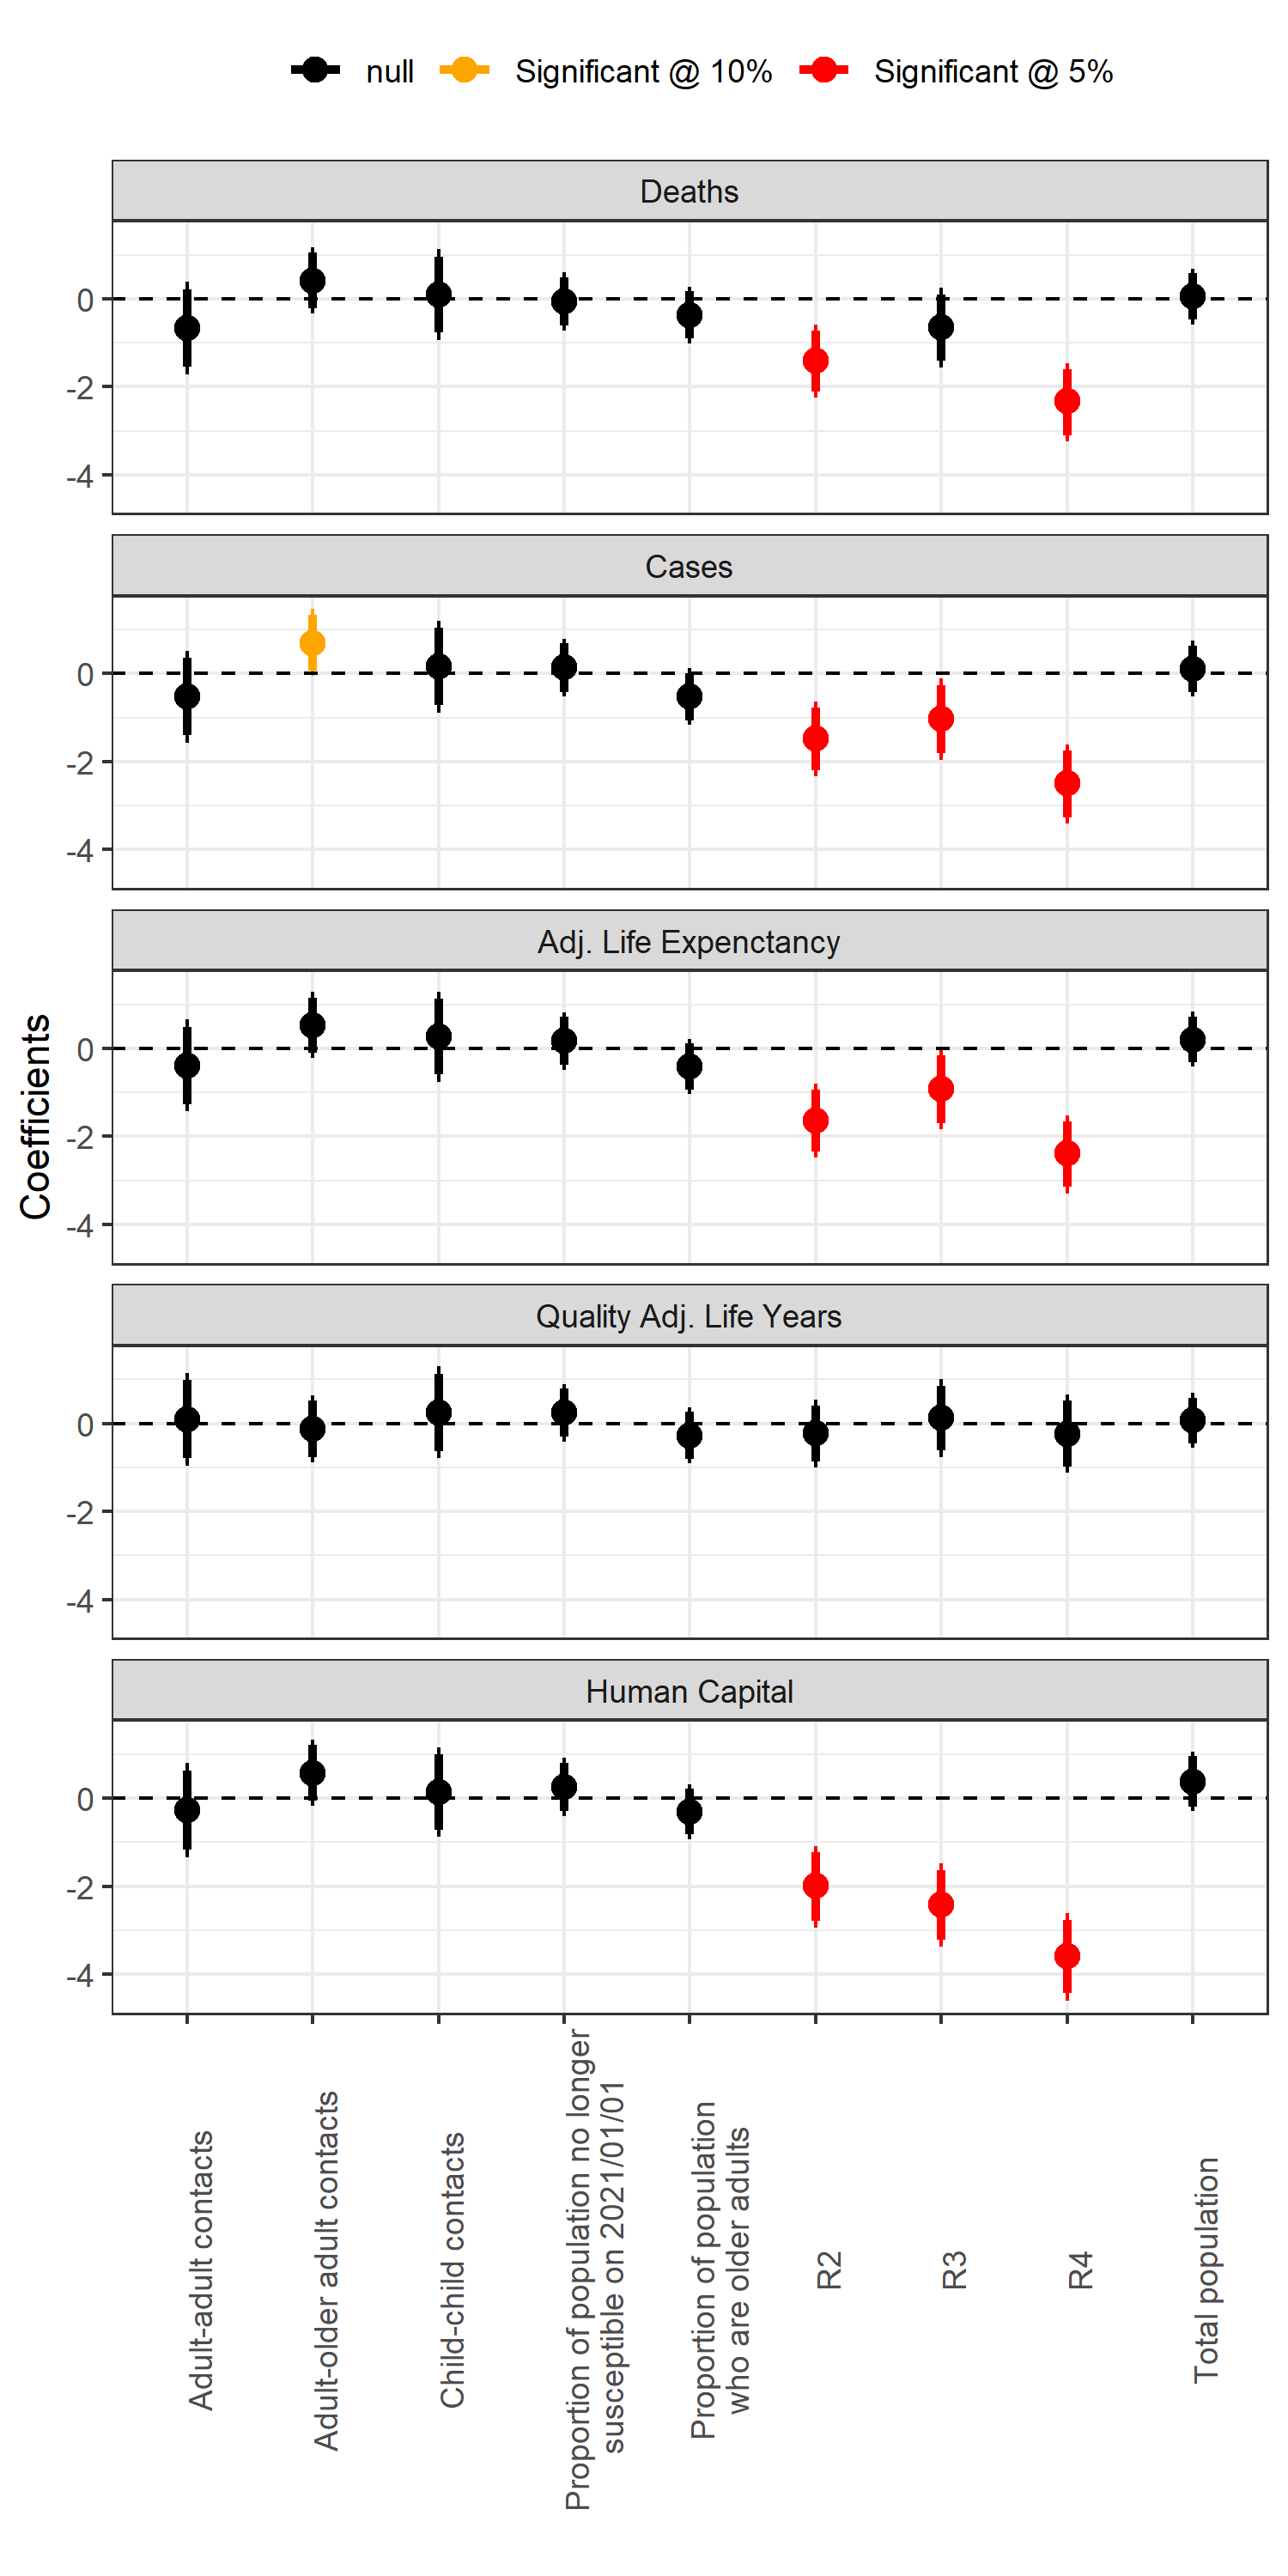 null Significant @ 10% Significant @ 5%
Deaths
0
-2
-4
Cases
0
-2
-4
Adj. Life Expenctancy
0
-2
-4
Quality Adj. Life Years
0
-2
-4
Human Capital
0
-2
-4
Coefficients
Adult-adult contacts
Adult-older adult contacts
Child-child contacts
Proportion of population no longer
susceptible on 2021/01/01
Proportion of population
who are older adults
R2
R3
R4
Total population